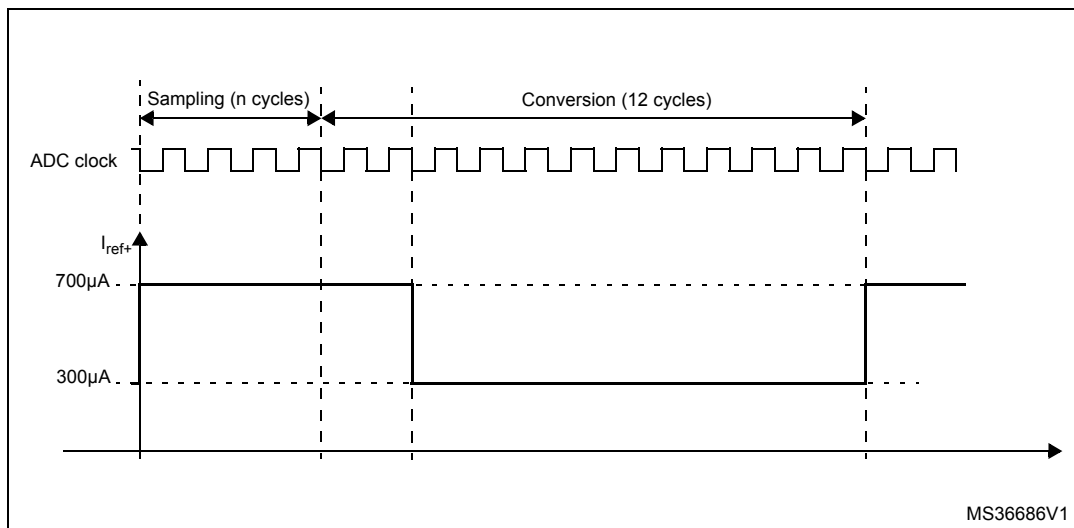 Sampling (n cycles)
Conversion (12 cycles)
ADC clock
Iref+
700µA
300µA
MS36686V1